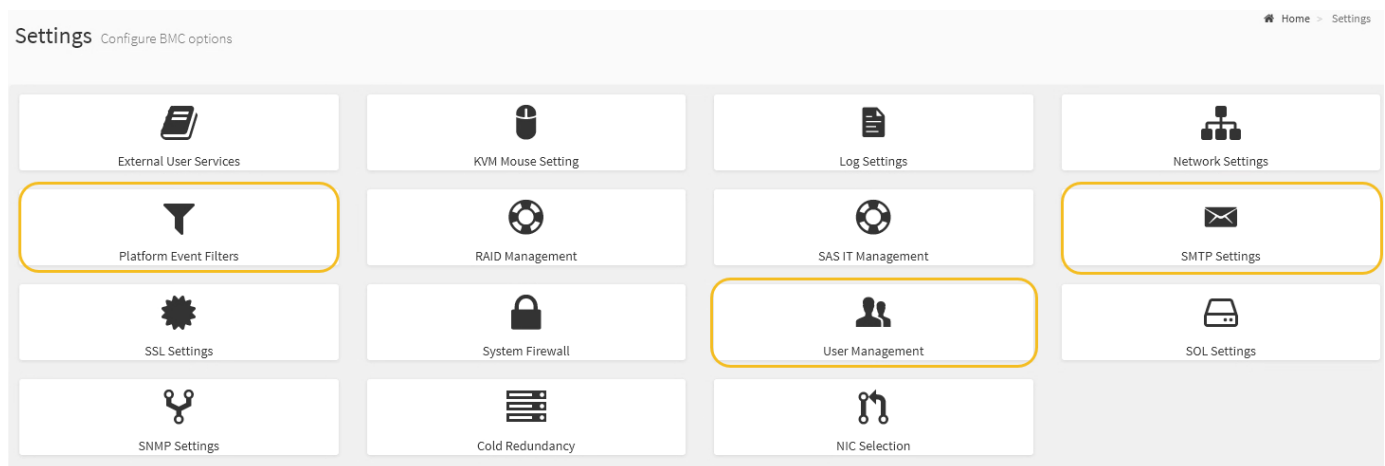 Home > Settings
Settings Configure BMC options
External User Services
KVM Mouse Setting
Log Settings
Network Settings
Platform Event Filters
RAID Management
SAS IT Management
SMTP Settings
SSL Settings
System Firewall
User Management
SOL Settings
SNMP Settings
Cold Redundancy
NIC Selection